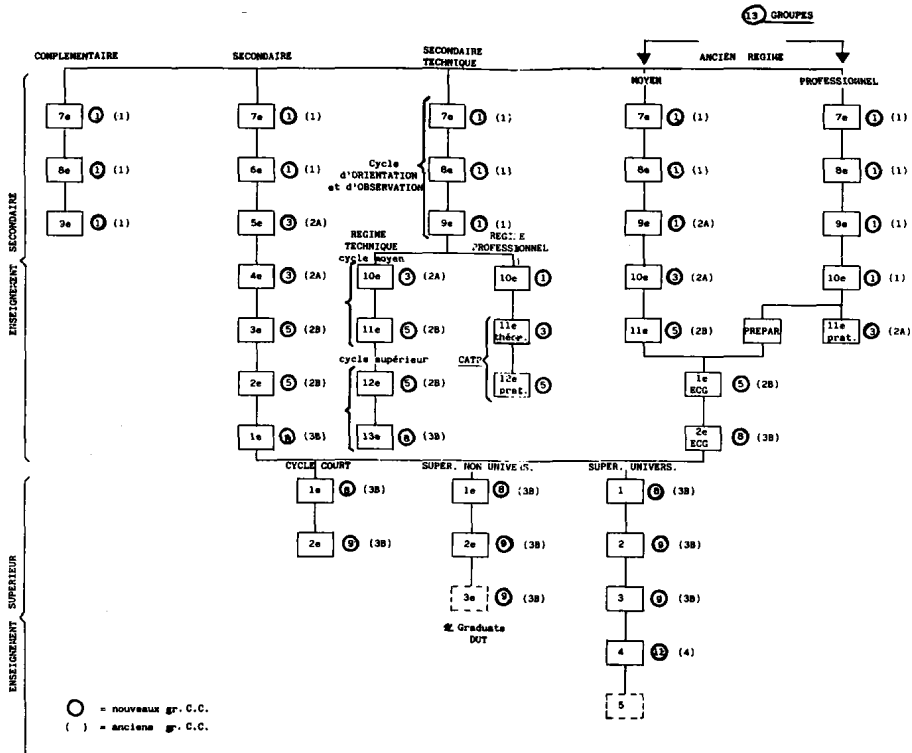 13 GROUPES
COMPLEMENTAIRE SECONDAIRE SECONDAIRE TECHNIQUE ANCIEN REGIME
MOYEN PROFESSIONNEL
ENSEIGNEMENT SECONDAIRE
7e 1 (1) 7e 1 (1) 7e 1 (1) 7e 1 (1) 7e 1 (1)
Cycle d'ORIENTATION et d'OBSERVATION
8e 1 (1) 6e 1 (1) 8e 1 (1) 8e 1 (1) 8e 1 (1)
9e 1 (1) 5e 3 (2A) 9e 1 (1) 9e 1 (2A) 9e 1 (1)
REGIME TECHNIQUE REGIME PROFESSIONNEL
cycle moyen
4e 3 (2A) 10e 3 (2A) 10e 1 10e 3 (2A) 10e 1 (1)
3e 5 (2B) 11e 5 (2B) 11e théor. 3 11e 5 (2B) PREPAR 11e prat. 3 (2A)
cycle supérieur CATP
2e 5 (2B) 12e 5 (2B) 12e prat. 5 1e ECG 5 (2B)
1e 8 (3B) 13e 8 (3B) 2e ECG 8 (3B)
ENSEIGNEMENT SUPERIEUR
CYCLE COURT SUPER. NON UNIVERS. SUPER. UNIVERS.
1e 8 (3B) 1e 8 (3B) 1 8 (3B)
2e 9 (3B) 2e 9 (3B) 2 9 (3B)
3e 9 (3B) 3 9 (3B)
Graduats
DUT
4 (4)
5
= nouveaux gr. C.C.
( ) = anciens gr. C.C.